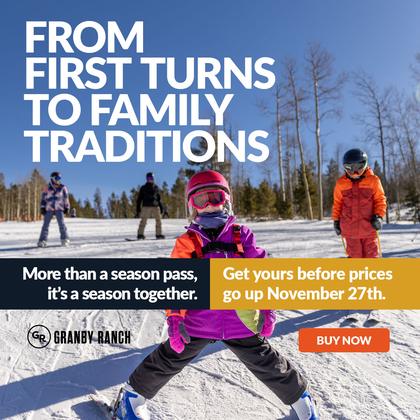 FROM
FIRST TURNS
TO FAMILY
TRADITIONS
More than a season pass,
it's a season together.
Get yours before prices
go up November 27th.
GR GRANBY RANCH
BUY NOW